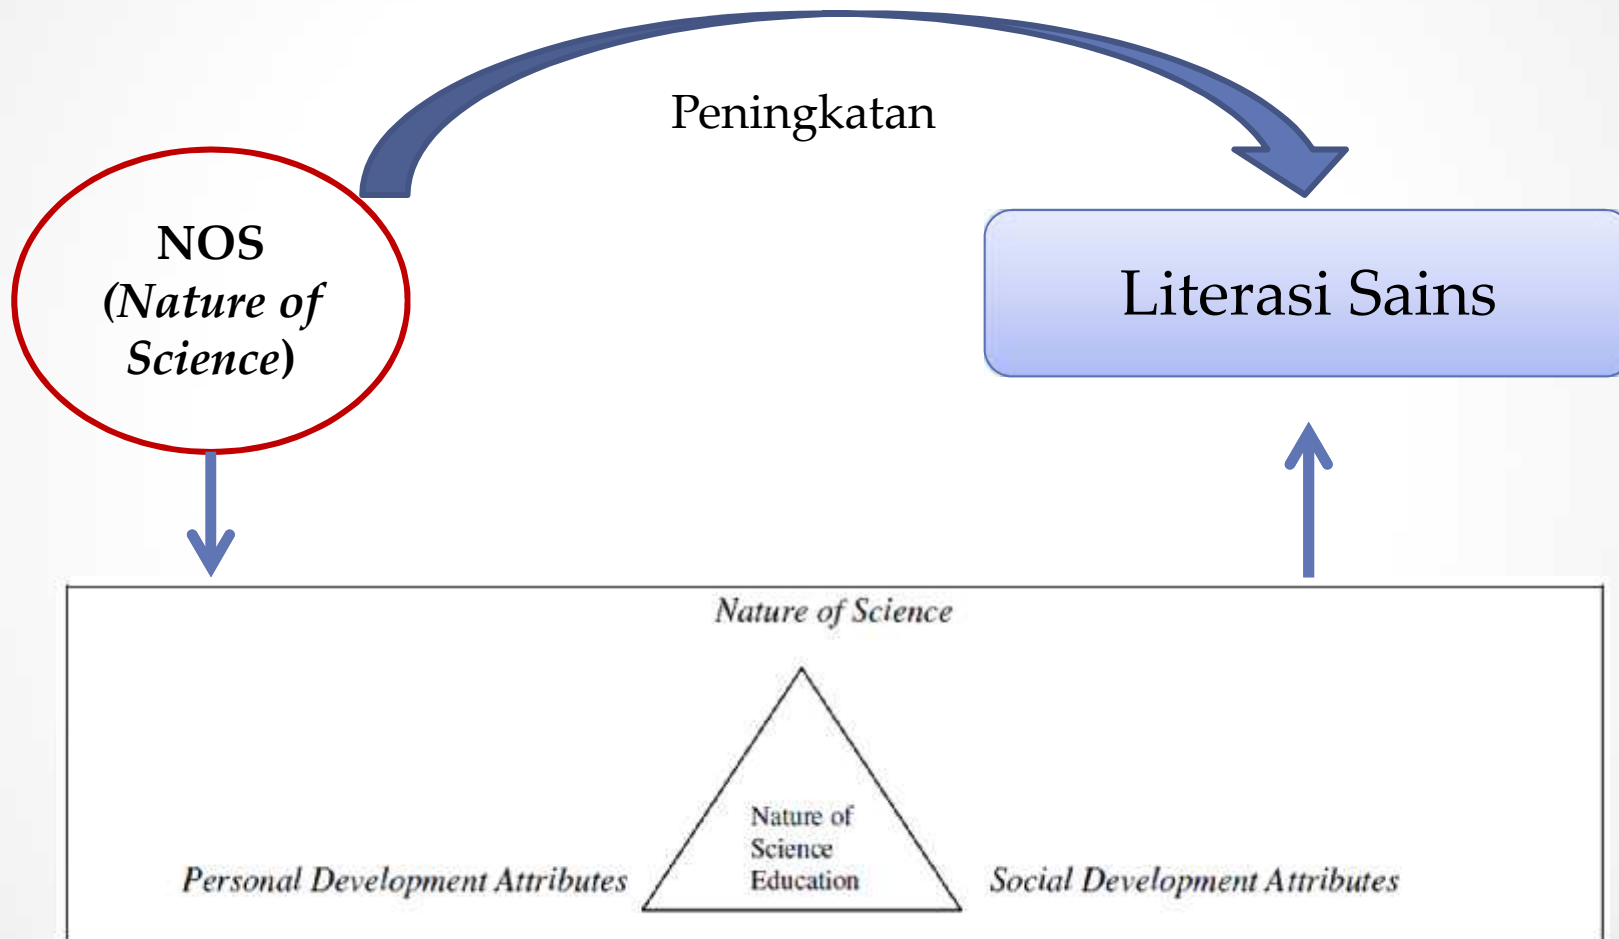 Peningkatan
NOS
(Nature of
Science)
Literasi Sains
Nature of Science
Nature of
Science
Education
Personal Development Attributes
Social Development Attributes